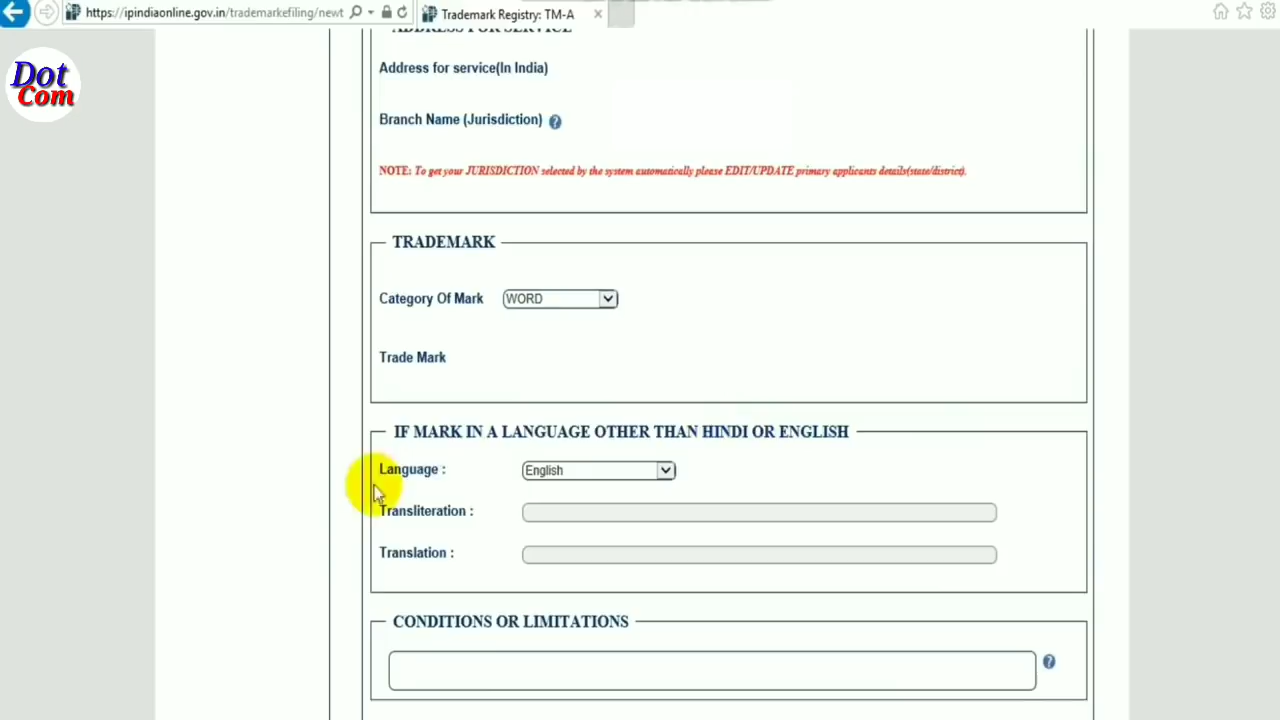 https://ipindiaonline.gov.in/trademarkefiling/newt
Trademark Registry: TM-A
Dot
Com
ADDRESS FOR SERVICE
Address for service(In India)
Branch Name (Jurisdiction)
NOTE: To get your JURISDICTION selected by the system automatically please EDIT/UPDATE primary applicants details(state/district).
TRADEMARK
Category Of Mark WORD
Trade Mark
IF MARK IN A LANGUAGE OTHER THAN HINDI OR ENGLISH
Language : English
Transliteration :
Translation :
CONDITIONS OR LIMITATIONS